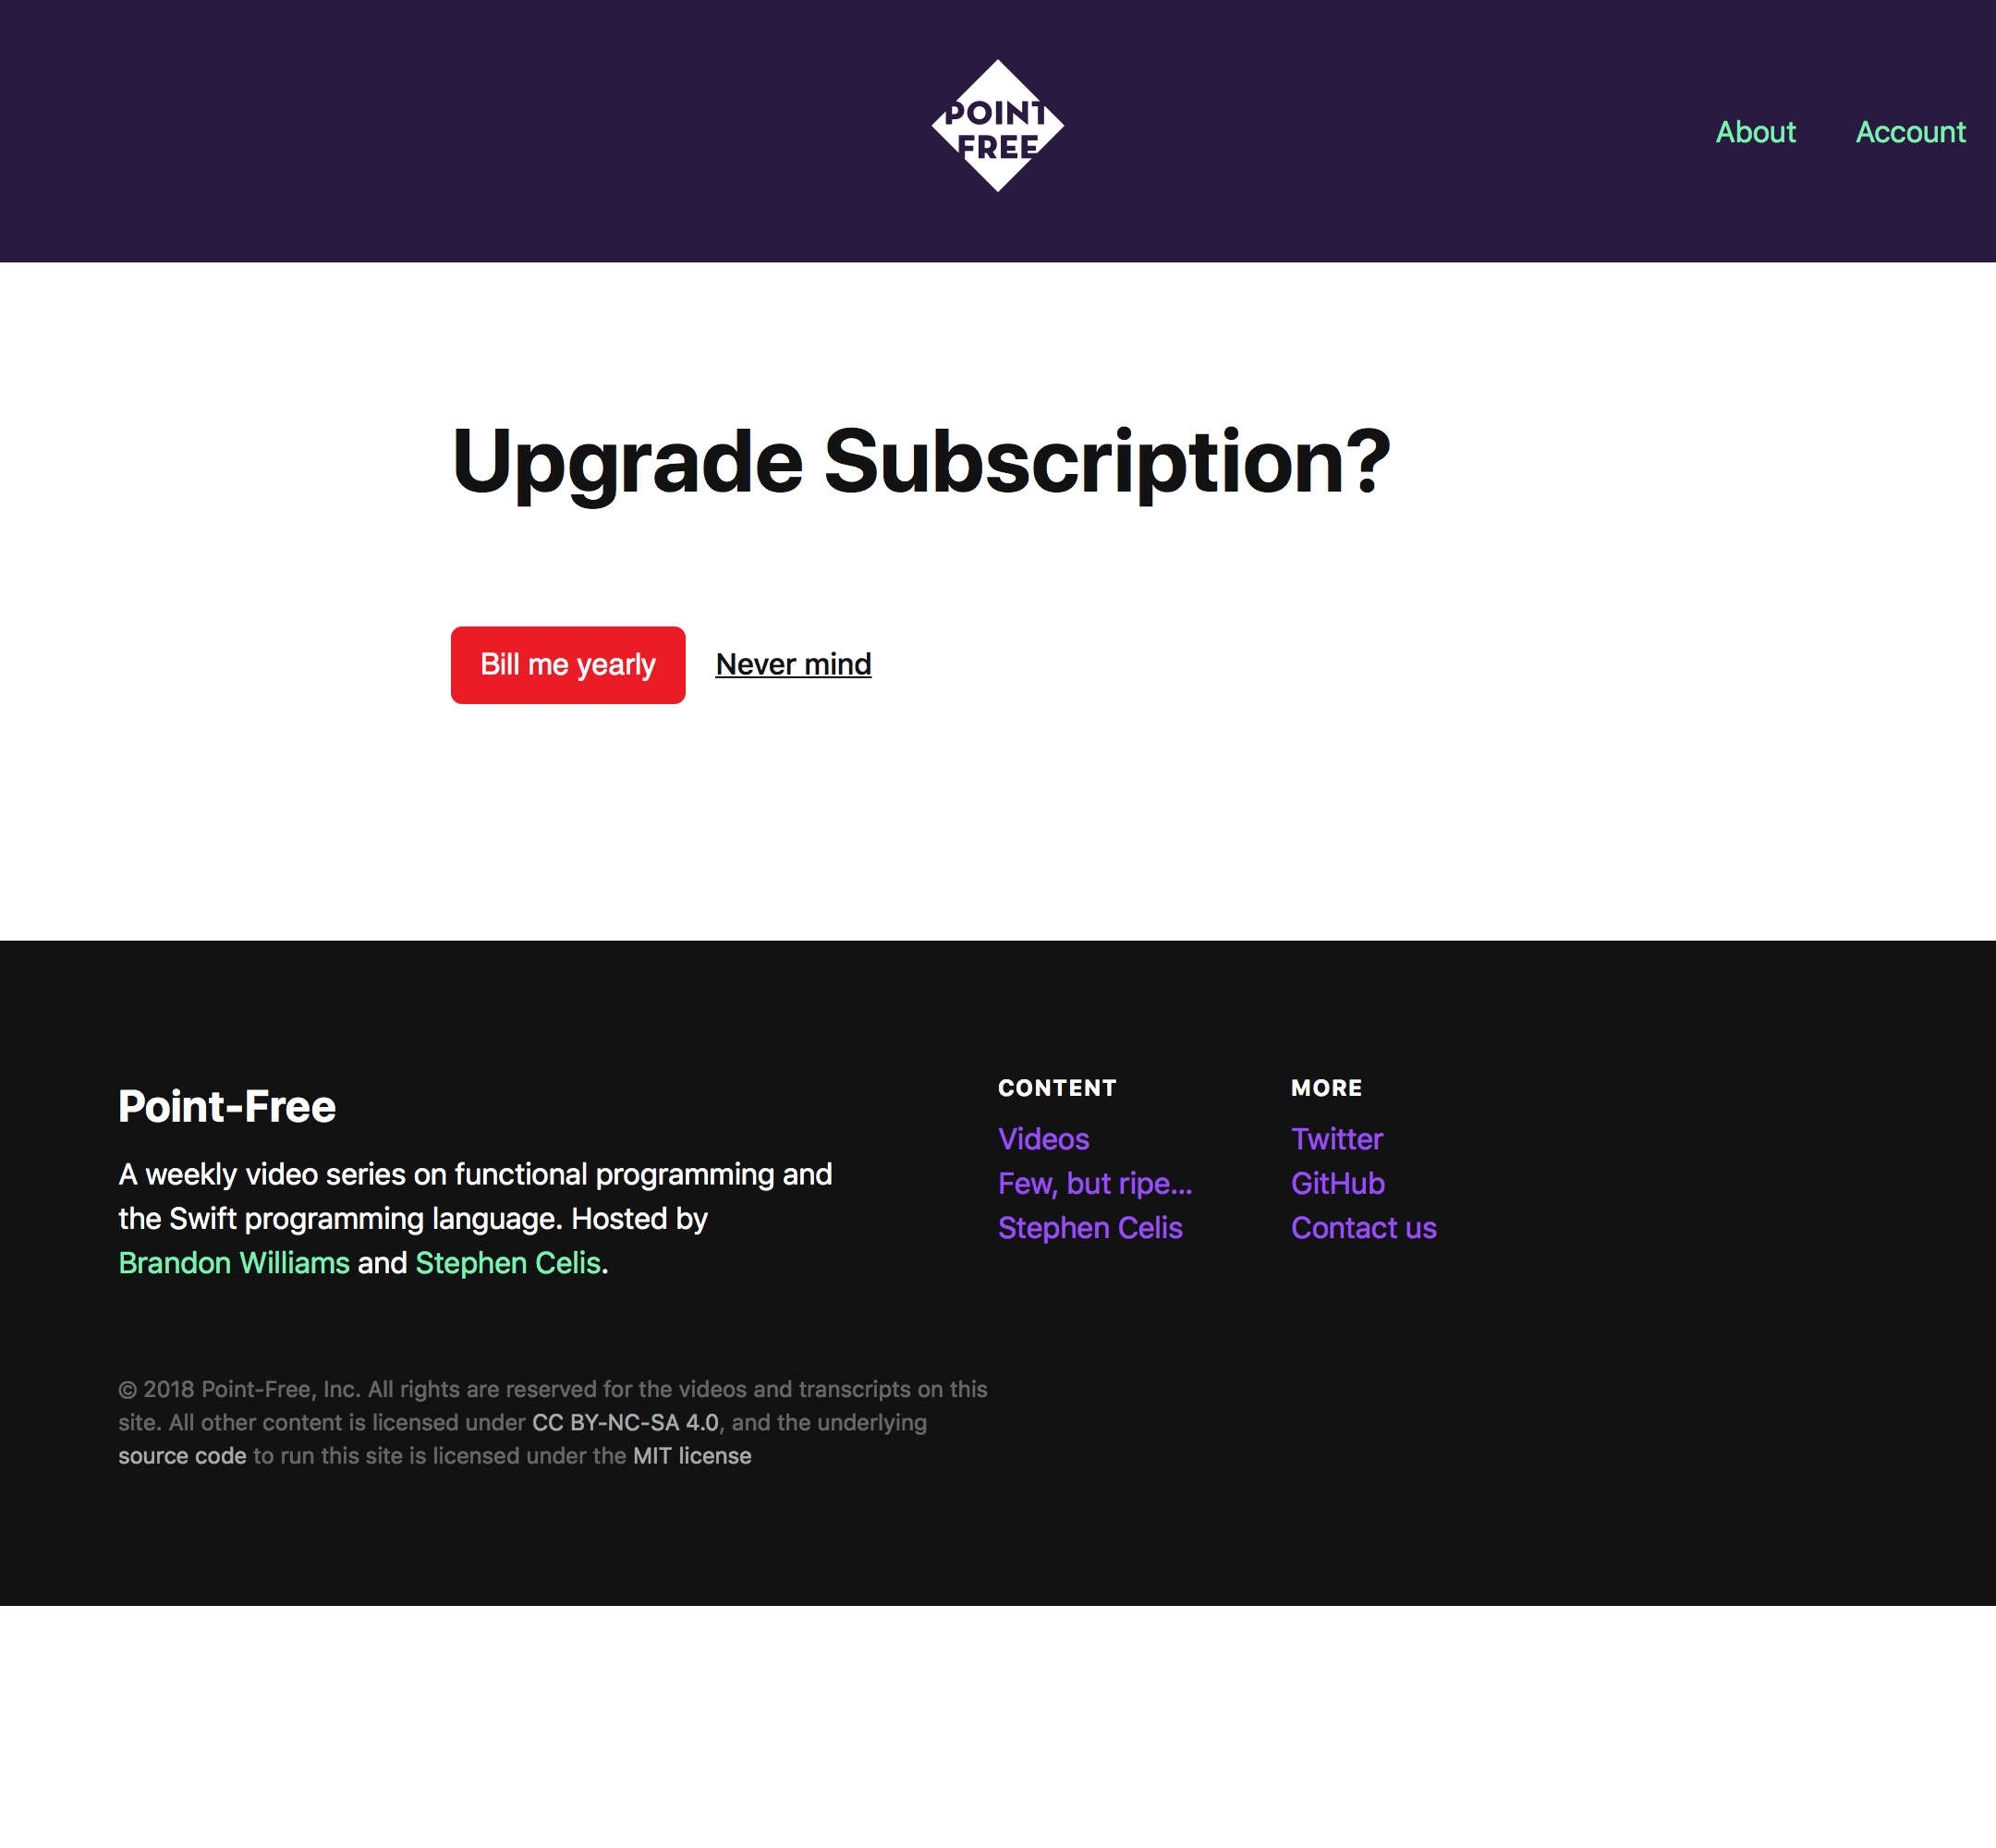 POINT
FREE
About Account
Upgrade Subscription?
Bill me yearly Never mind
Point-Free
A weekly video series on functional programming and
the Swift programming language. Hosted by
Brandon Williams and Stephen Celis.
CONTENT
Videos
Few, but ripe...
Stephen Celis
MORE
Twitter
GitHub
Contact us
© 2018 Point-Free, Inc. All rights are reserved for the videos and transcripts on this
site. All other content is licensed under CC BY-NC-SA 4.0, and the underlying
source code to run this site is licensed under the MIT license